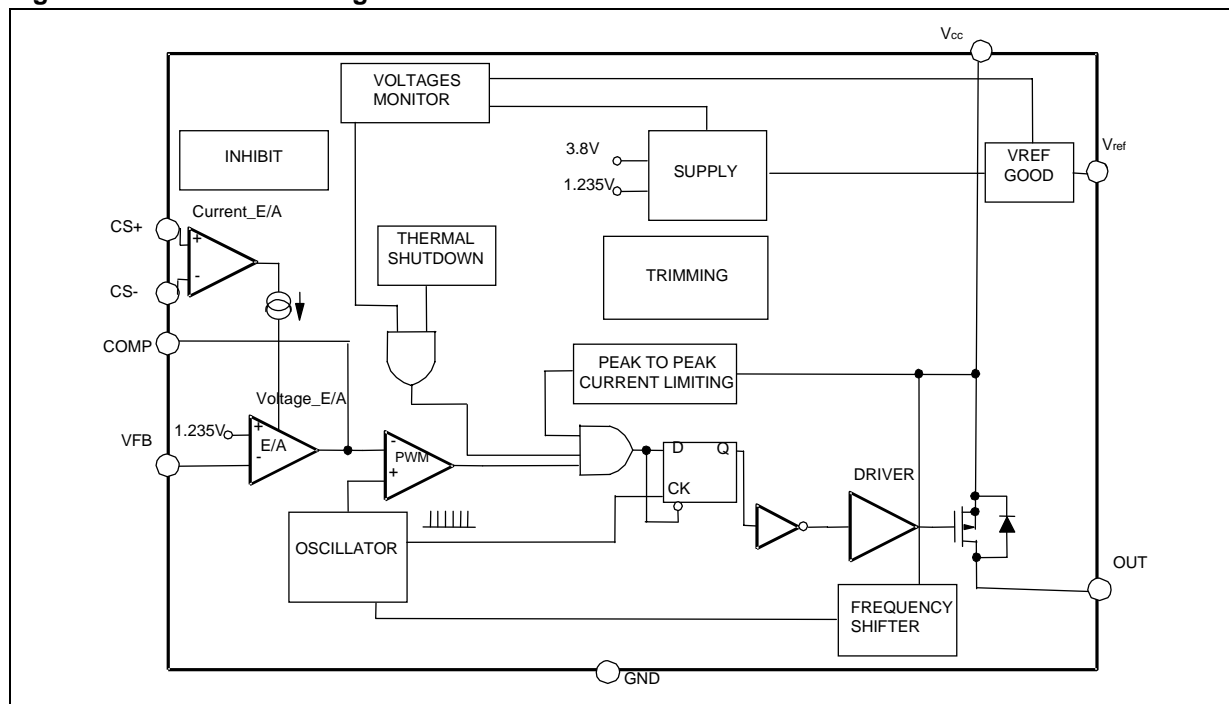 Vcc
VOLTAGES
MONITOR
INHIBIT
3.8V
1.235V
SUPPLY
VREF
GOOD
Vref
CS+
Current_E/A
+
-
CS-
THERMAL
SHUTDOWN
TRIMMING
COMP
PEAK TO PEAK
CURRENT LIMITING
Voltage_E/A
VFB
1.235V
+
E/A
-
-
PWM
+
D
Q
CK
DRIVER
OSCILLATOR
OUT
FREQUENCY
SHIFTER
GND